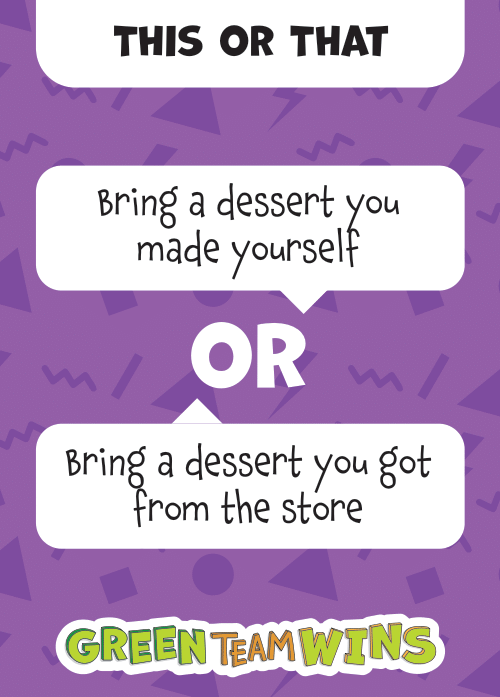 THIS OR THAT
Bring a dessert you
made yourself
OR
Bring a dessert you got
from the store
GREEN TEAM WINS